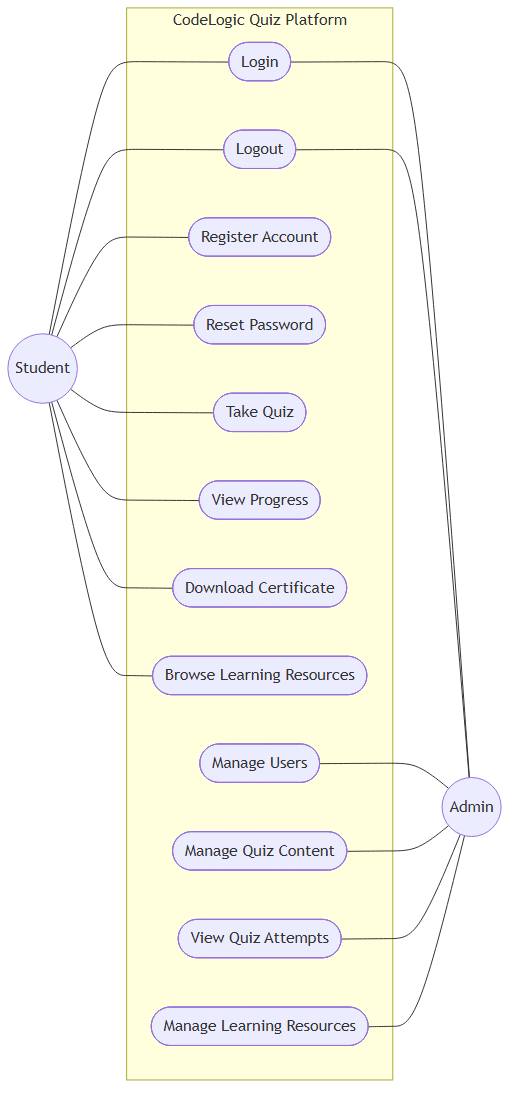 CodeLogic Quiz Platform
Login
Logout
Register Account
Reset Password
Student
Take Quiz
View Progress
Download Certificate
Browse Learning Resources
Manage Users
Admin
Manage Quiz Content
View Quiz Attempts
Manage Learning Resources